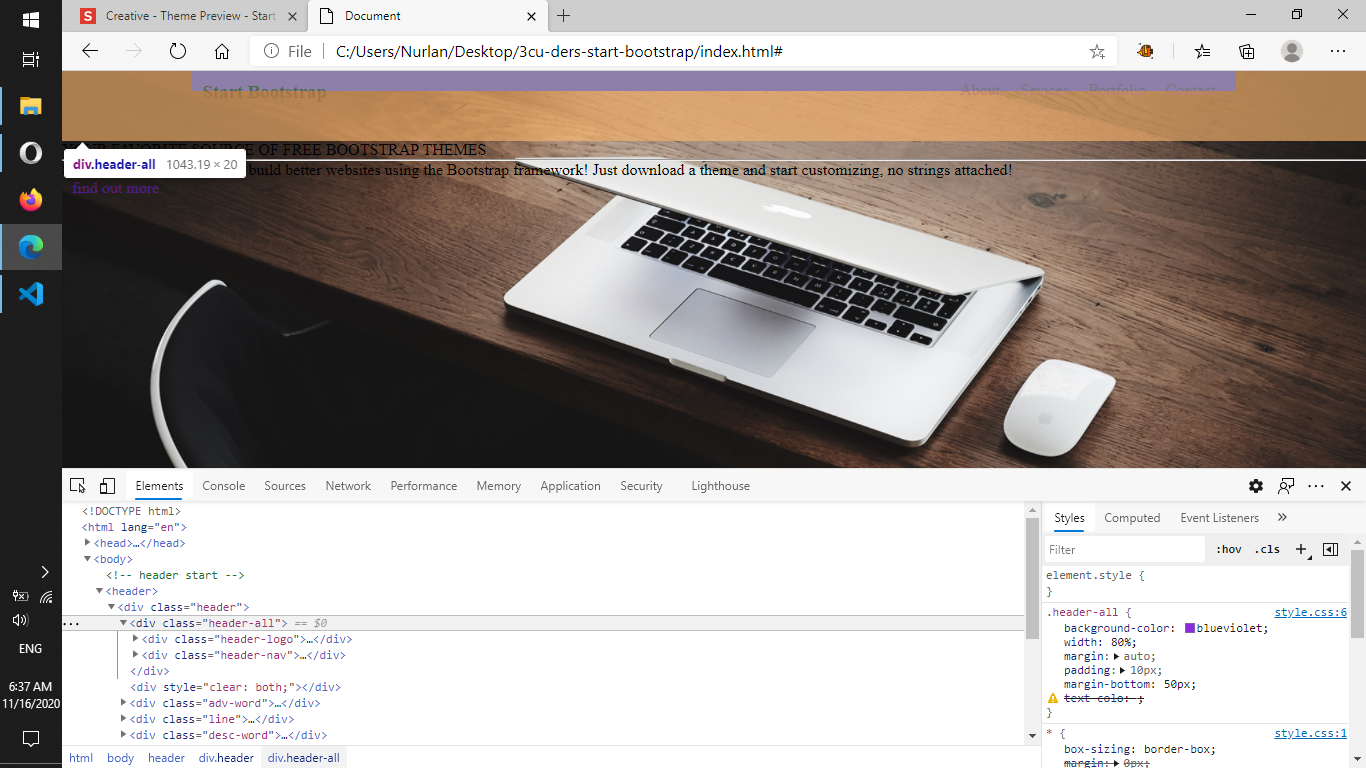 Creative - Theme Preview - Start
Document
File
C:/Users/Nurlan/Desktop/3cu-ders-start-bootstrap/index.html#
Start Bootstrap
About Services Portfolio Contact
FAVORITE SOURCE OF FREE BOOTSTRAP THEMES
div.header-all 1043.19 × 20
build better websites using the Bootstrap framework! Just download a theme and start customizing, no strings attached!
find out more
Elements Console Sources Network Performance Memory Application Security Lighthouse
<!DOCTYPE html>
<html lang="en">
<head>…</head>
<body>
<!-- header start -->
<header>
<div class="header">
<div class="header-all"> == $0
<div class="header-logo">…</div>
<div class="header-nav">…</div>
</div>
<div style="clear: both;"></div>
<div class="adv-word">…</div>
<div class="line">…</div>
<div class="desc-word">…</div>
html body header div.header div.header-all
Styles Computed Event Listeners
Filter :hov .cls
element.style {
}
.header-all { style.css:6
background-color: blueviolet;
width: 80%;
margin: auto;
padding: 10px;
margin-bottom: 50px;
text-colo: ;
}
* { style.css:1
box-sizing: border-box;
margin: 0px;
ENG
6:37 AM
11/16/2020